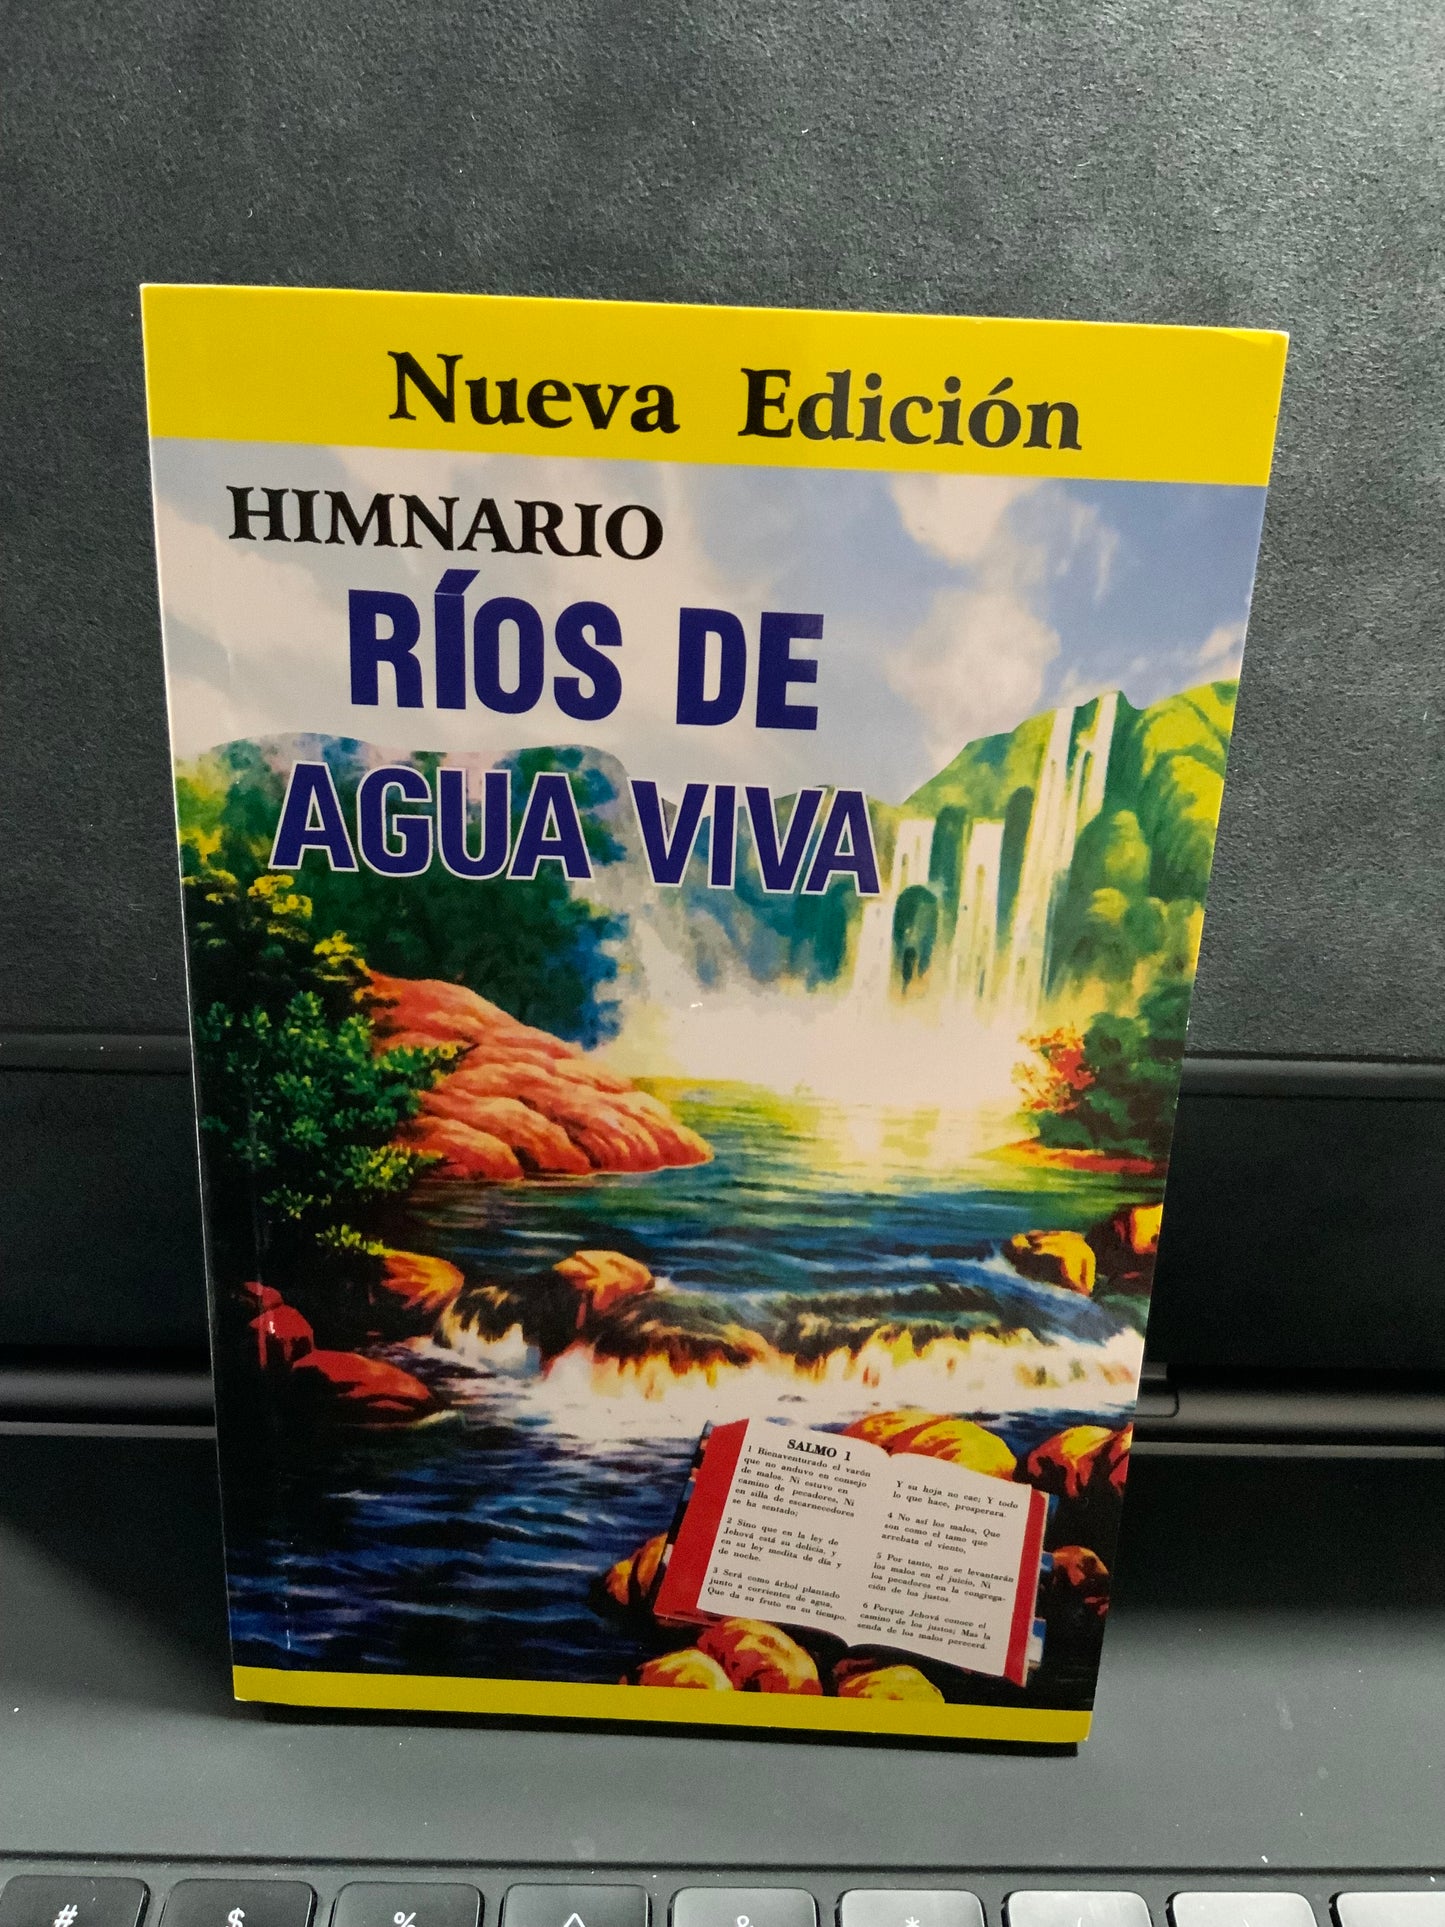 Nueva Edición
HIMNARIO
RÍOS DE
AGUA VIVA
SALMO 1
1 Bienaventurado el varón
que no anduvo en consejo
de malos, Ni estuvo en
camino de pecadores, Ni
en silla de escarnecedores
se ha sentado;
2 Sino que en la ley de
Jehová está su delicia, y
en su ley medita de día y
de noche.
3 Será como árbol plantado
junto a corrientes de agua,
Que da su fruto en su tiempo,
Y su hoja no cae; Y todo
lo que hace, prosperara.
4 No así los malos, Que
son como el tamo que
arrebata el viento,
5 Por tanto, no se levantarán
los malos en el juicio, Ni
los pecadores en la congrega-
ción de los justos.
6 Porque Jehová conoce el
camino de los justos; Mas la
senda de los malos perecerá.
# $ % ^ & * (